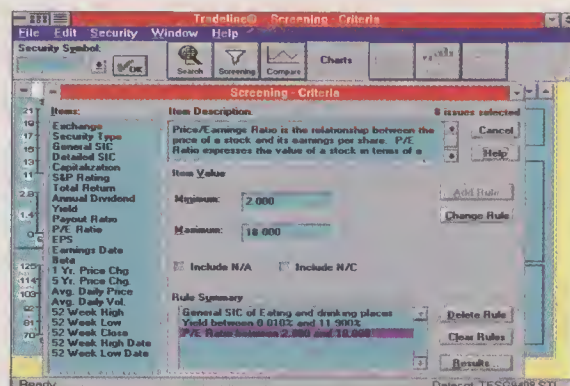 Tradeline® - Screening - Criteria
File Edit Security Window Help
Security Symbol:
OK
Search Screening Compare Charts
Screening - Criteria
Items: Item Description 8 issues selected
Exchange
Security Type
General SIC
Detailed SIC
Capitalization
S&P Rating
Total Return
Annual Dividend
Yield
Payout Ratio
P/E Ratio
EPS
Earnings Date
Beta
1 Yr. Price Chg
5 Yr. Price Chg.
Avg. Daily Price
Avg. Daily Vol.
52 Week High
52 Week Low
52 Week Close
52 Week High Date
52 Week Low Date
Price/Earnings Ratio is the relationship between the
price of a stock and its earnings per share. P/E
Ratio expresses the value of a stock in terms of a
Cancel
Help
Item Value
Minimum: 2.000
Maximum: 18.000
Add Rule
Change Rule
Include N/A Include N/C
Rule Summary
General SIC of Eating and drinking places
Yield between 0.010% and 11.900%
P/E Ratio between 2.000 and 18.000
Delete Rule
Clear Rules
Results...
Ready